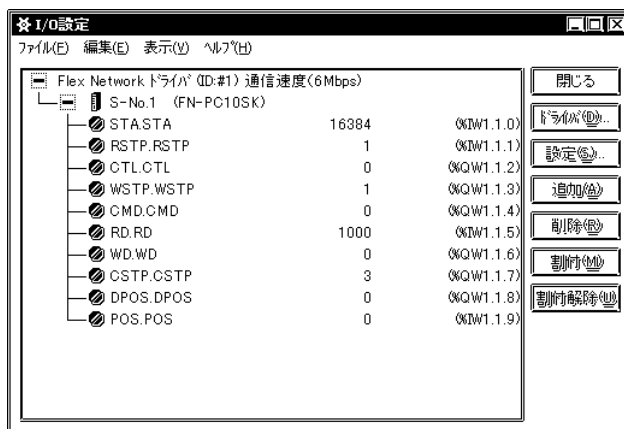 I/O設定
ﾌｧｲﾙ(F) 編集(E) 表示(V) ﾍﾙﾌﾟ(H)
Flex Network ﾄﾞﾗｲﾊﾞ (ID:#1) 通信速度(6Mbps)
S-No.1 (FN-PC10SK)
STA.STA 16384 (%IW1.1.0)
RSTP.RSTP 1 (%IW1.1.1)
CTL.CTL 0 (%QW1.1.2)
WSTP.WSTP 1 (%QW1.1.3)
CMD.CMD 0 (%QW1.1.4)
RD.RD 1000 (%IW1.1.5)
WD.WD 0 (%QW1.1.6)
CSTP.CSTP 3 (%QW1.1.7)
DPOS.DPOS 0 (%QW1.1.8)
POS.POS 0 (%IW1.1.9)
閉じる
ﾄﾞﾗｲﾊﾞ(D)...
設定(S)...
追加(A)
削除(R)
割付(M)
割付解除(U)